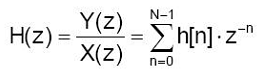 H(z) = Y(z)/X(z) = N-1 ∑ n=0 h[n]·z⁻ⁿ